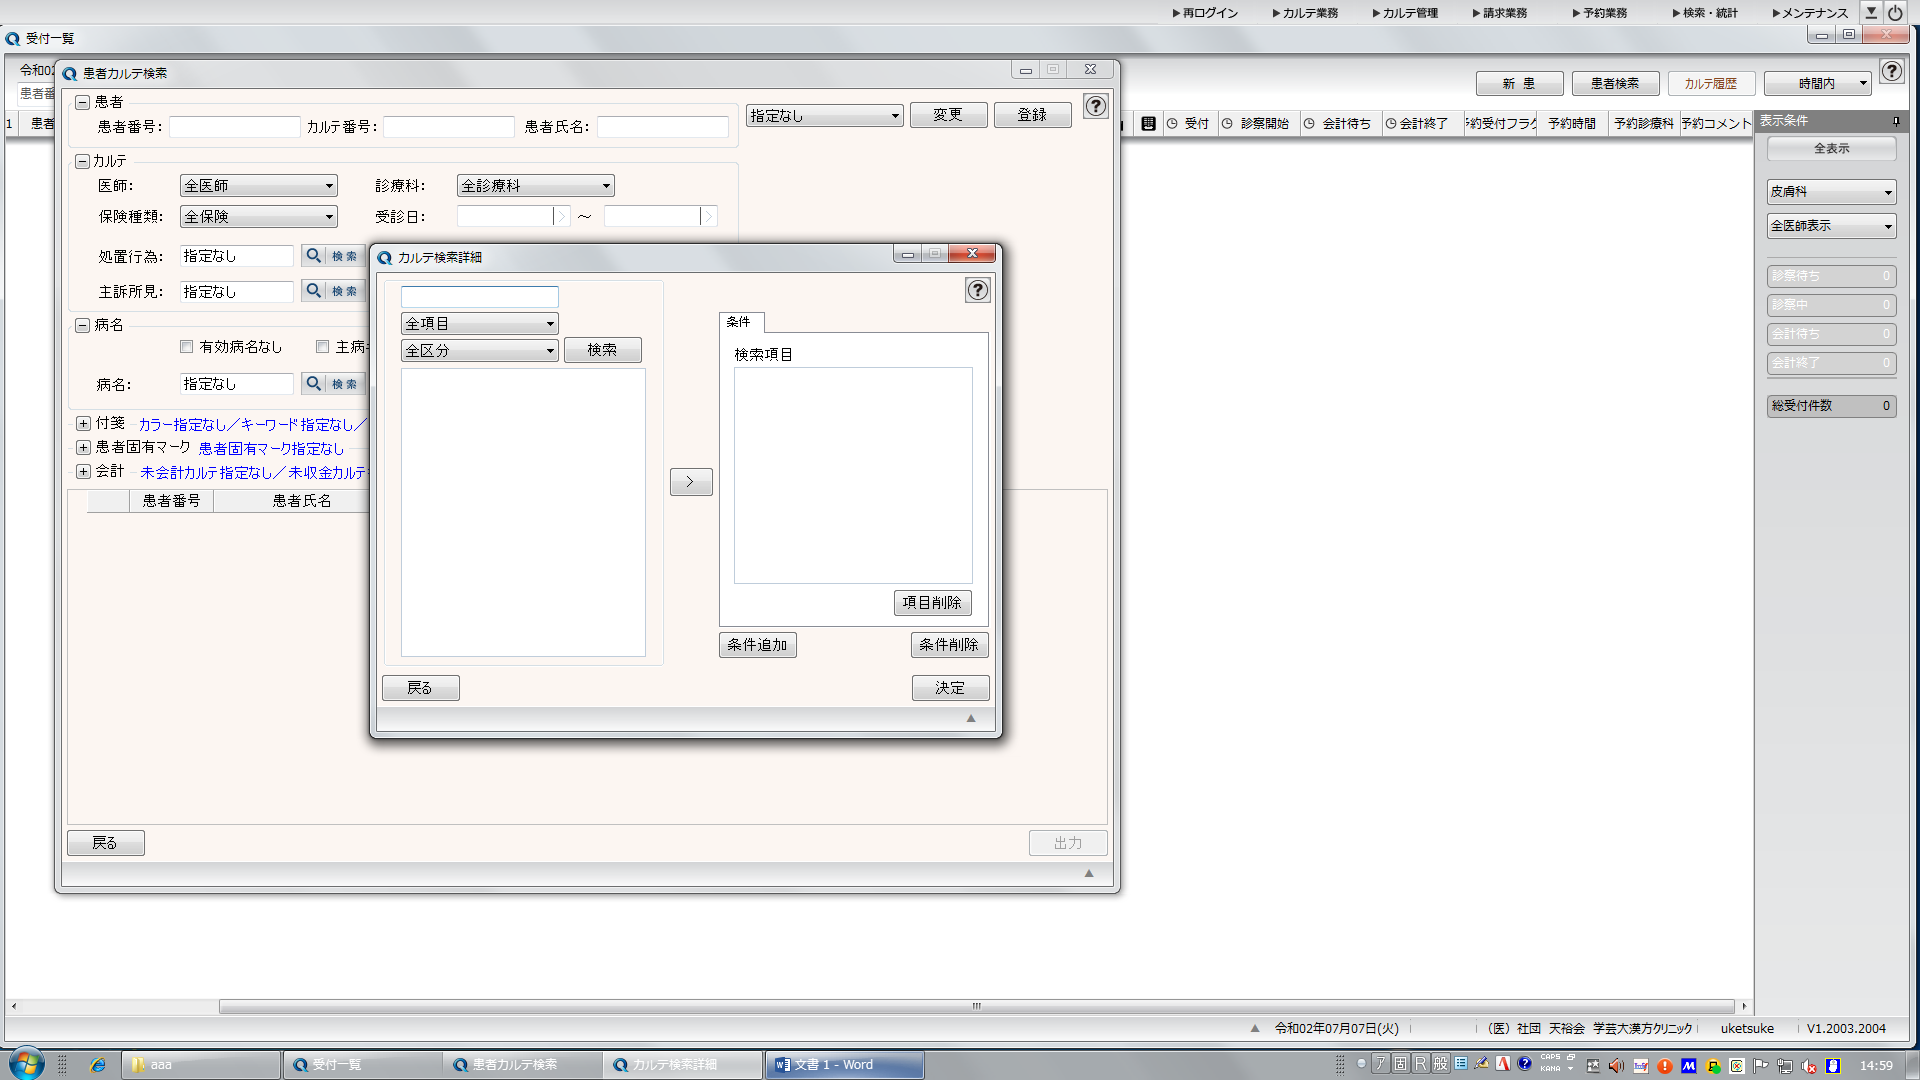 ▶再ログイン ▶カルテ業務 ▶カルテ管理 ▶請求業務 ▶予約業務 ▶検索・統計 ▶メンテナンス
受付一覧
令和02
患者カルテ検索
新 患 患者検索 カルテ履歴 時間内
患者番
1 患者
受付 診察開始 会計待ち 会計終了 予約受付フラグ 予約時間 予約診療科 予約コメント
患者
患者番号: カルテ番号: 患者氏名:
指定なし 変更 登録
カルテ
医師: 全医師 診療科: 全診療科
保険種類: 全保険 受診日: ～
処置行為: 指定なし 検索
主訴所見: 指定なし 検索
病名
有効病名なし 主病
病名: 指定なし 検索
付箋 カラー指定なし／キーワード指定なし／
患者固有マーク 患者固有マーク指定なし
会計 未会計カルテ指定なし／未収金カルテ
患者番号 患者氏名
戻る 出力
カルテ検索詳細
全項目
全区分 検索
>
条件
検索項目
項目削除
条件追加 条件削除
戻る 決定
表示条件
全表示
皮膚科
全医師表示
診察待ち 0
診察中 0
会計待ち 0
会計終了 0
総受付件数 0
令和02年07月07日(火) （医）社団 天裕会 学芸大漢方クリニック uketsuke V1.2003.2004
aaa 受付一覧 患者カルテ検索 カルテ検索詳細 文書 1 - Word
ア 固 R 般 CAPS KANA 14:59